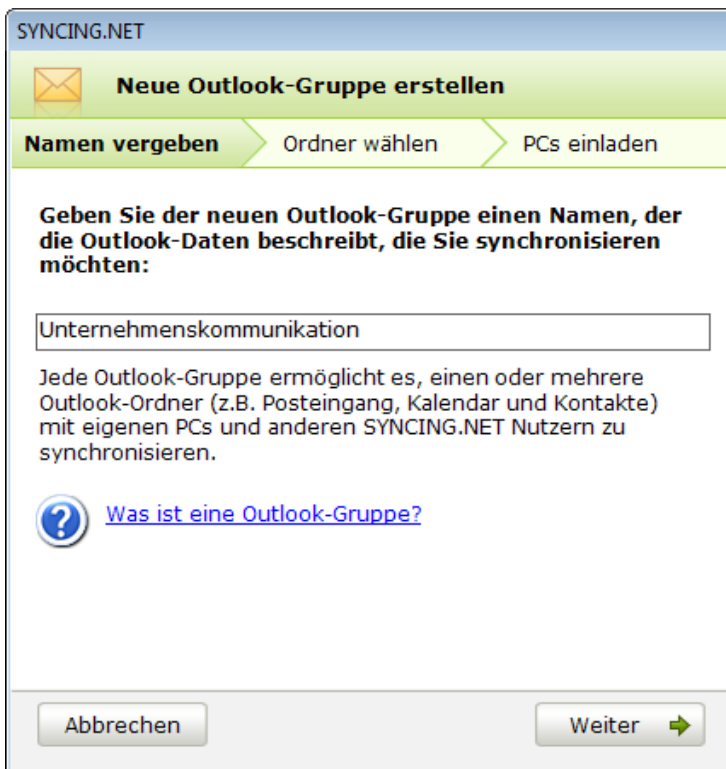 SYNCING.NET
Neue Outlook-Gruppe erstellen
Namen vergeben Ordner wählen PCs einladen
Geben Sie der neuen Outlook-Gruppe einen Namen, der
die Outlook-Daten beschreibt, die Sie synchronisieren
möchten:
Unternehmenskommunikation
Jede Outlook-Gruppe ermöglicht es, einen oder mehrere
Outlook-Ordner (z.B. Posteingang, Kalendar und Kontakte)
mit eigenen PCs und anderen SYNCING.NET Nutzern zu
synchronisieren.
Was ist eine Outlook-Gruppe?
Abbrechen Weiter